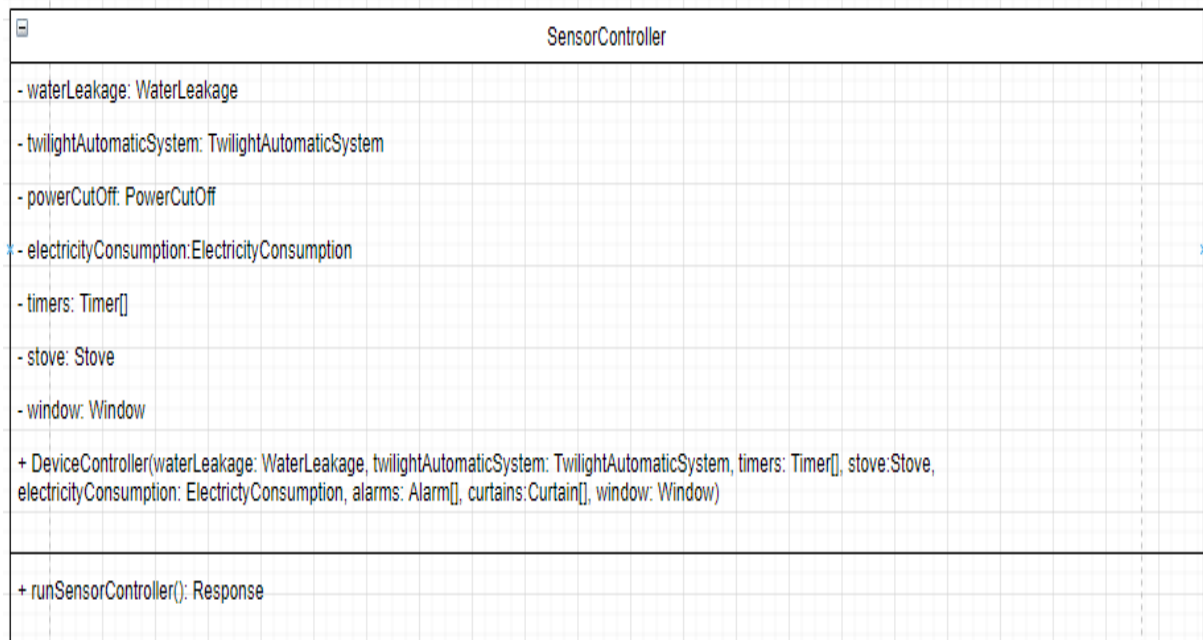 SensorController
- waterLeakage: WaterLeakage
- twilightAutomaticSystem: TwilightAutomaticSystem
- powerCutOff: PowerCutOff
- electricityConsumption:ElectricityConsumption
- timers: Timer[]
- stove: Stove
- window: Window
+ DeviceController(waterLeakage: WaterLeakage, twilightAutomaticSystem: TwilightAutomaticSystem, timers: Timer[], stove:Stove,
electricityConsumption: ElectrictyConsumption, alarms: Alarm[], curtains:Curtain[], window: Window)
+ runSensorController(): Response